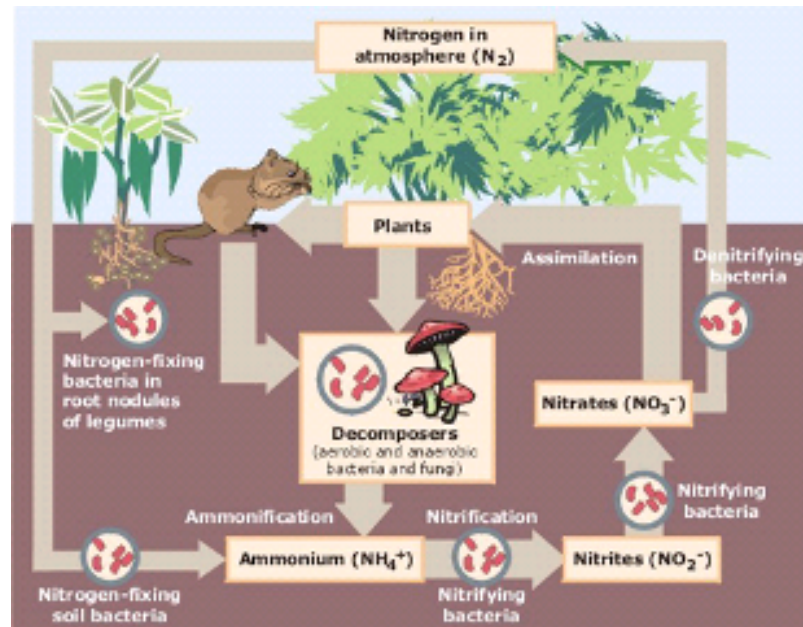 Nitrogen in
atmosphere (N₂)
Plants
Assimilation
Denitrifying
bacteria
Nitrogen-fixing
bacteria in
root nodules
of legumes
Decomposers
(aerobic and anaerobic
bacteria and fungi)
Nitrates (NO₃⁻)
Nitrifying
bacteria
Ammonification
Nitrification
Ammonium (NH₄⁺)
Nitrites (NO₂⁻)
Nitrogen-fixing
soil bacteria
Nitrifying
bacteria